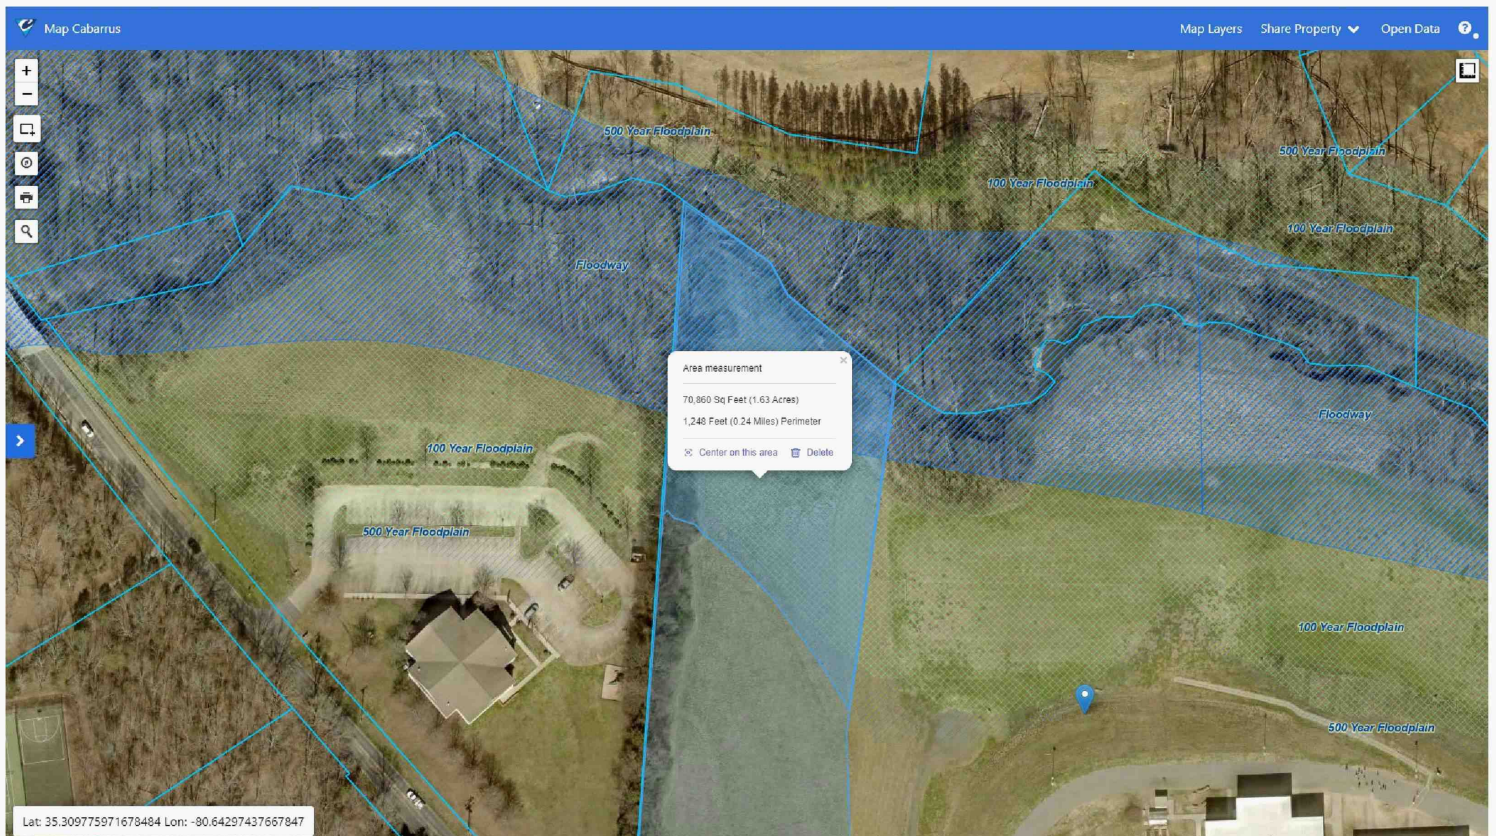 Map Cabarrus
Map Layers Share Property Open Data ?
+
−
500 Year Floodplain
500 Year Floodplain
100 Year Floodplain
100 Year Floodplain
Floodway
Area measurement
70,860 Sq Feet (1.63 Acres)
1,248 Feet (0.24 Miles) Perimeter
Center on this area Delete
Floodway
100 Year Floodplain
500 Year Floodplain
100 Year Floodplain
500 Year Floodplain
Lat: 35.309775971678484 Lon: -80.64297437667847